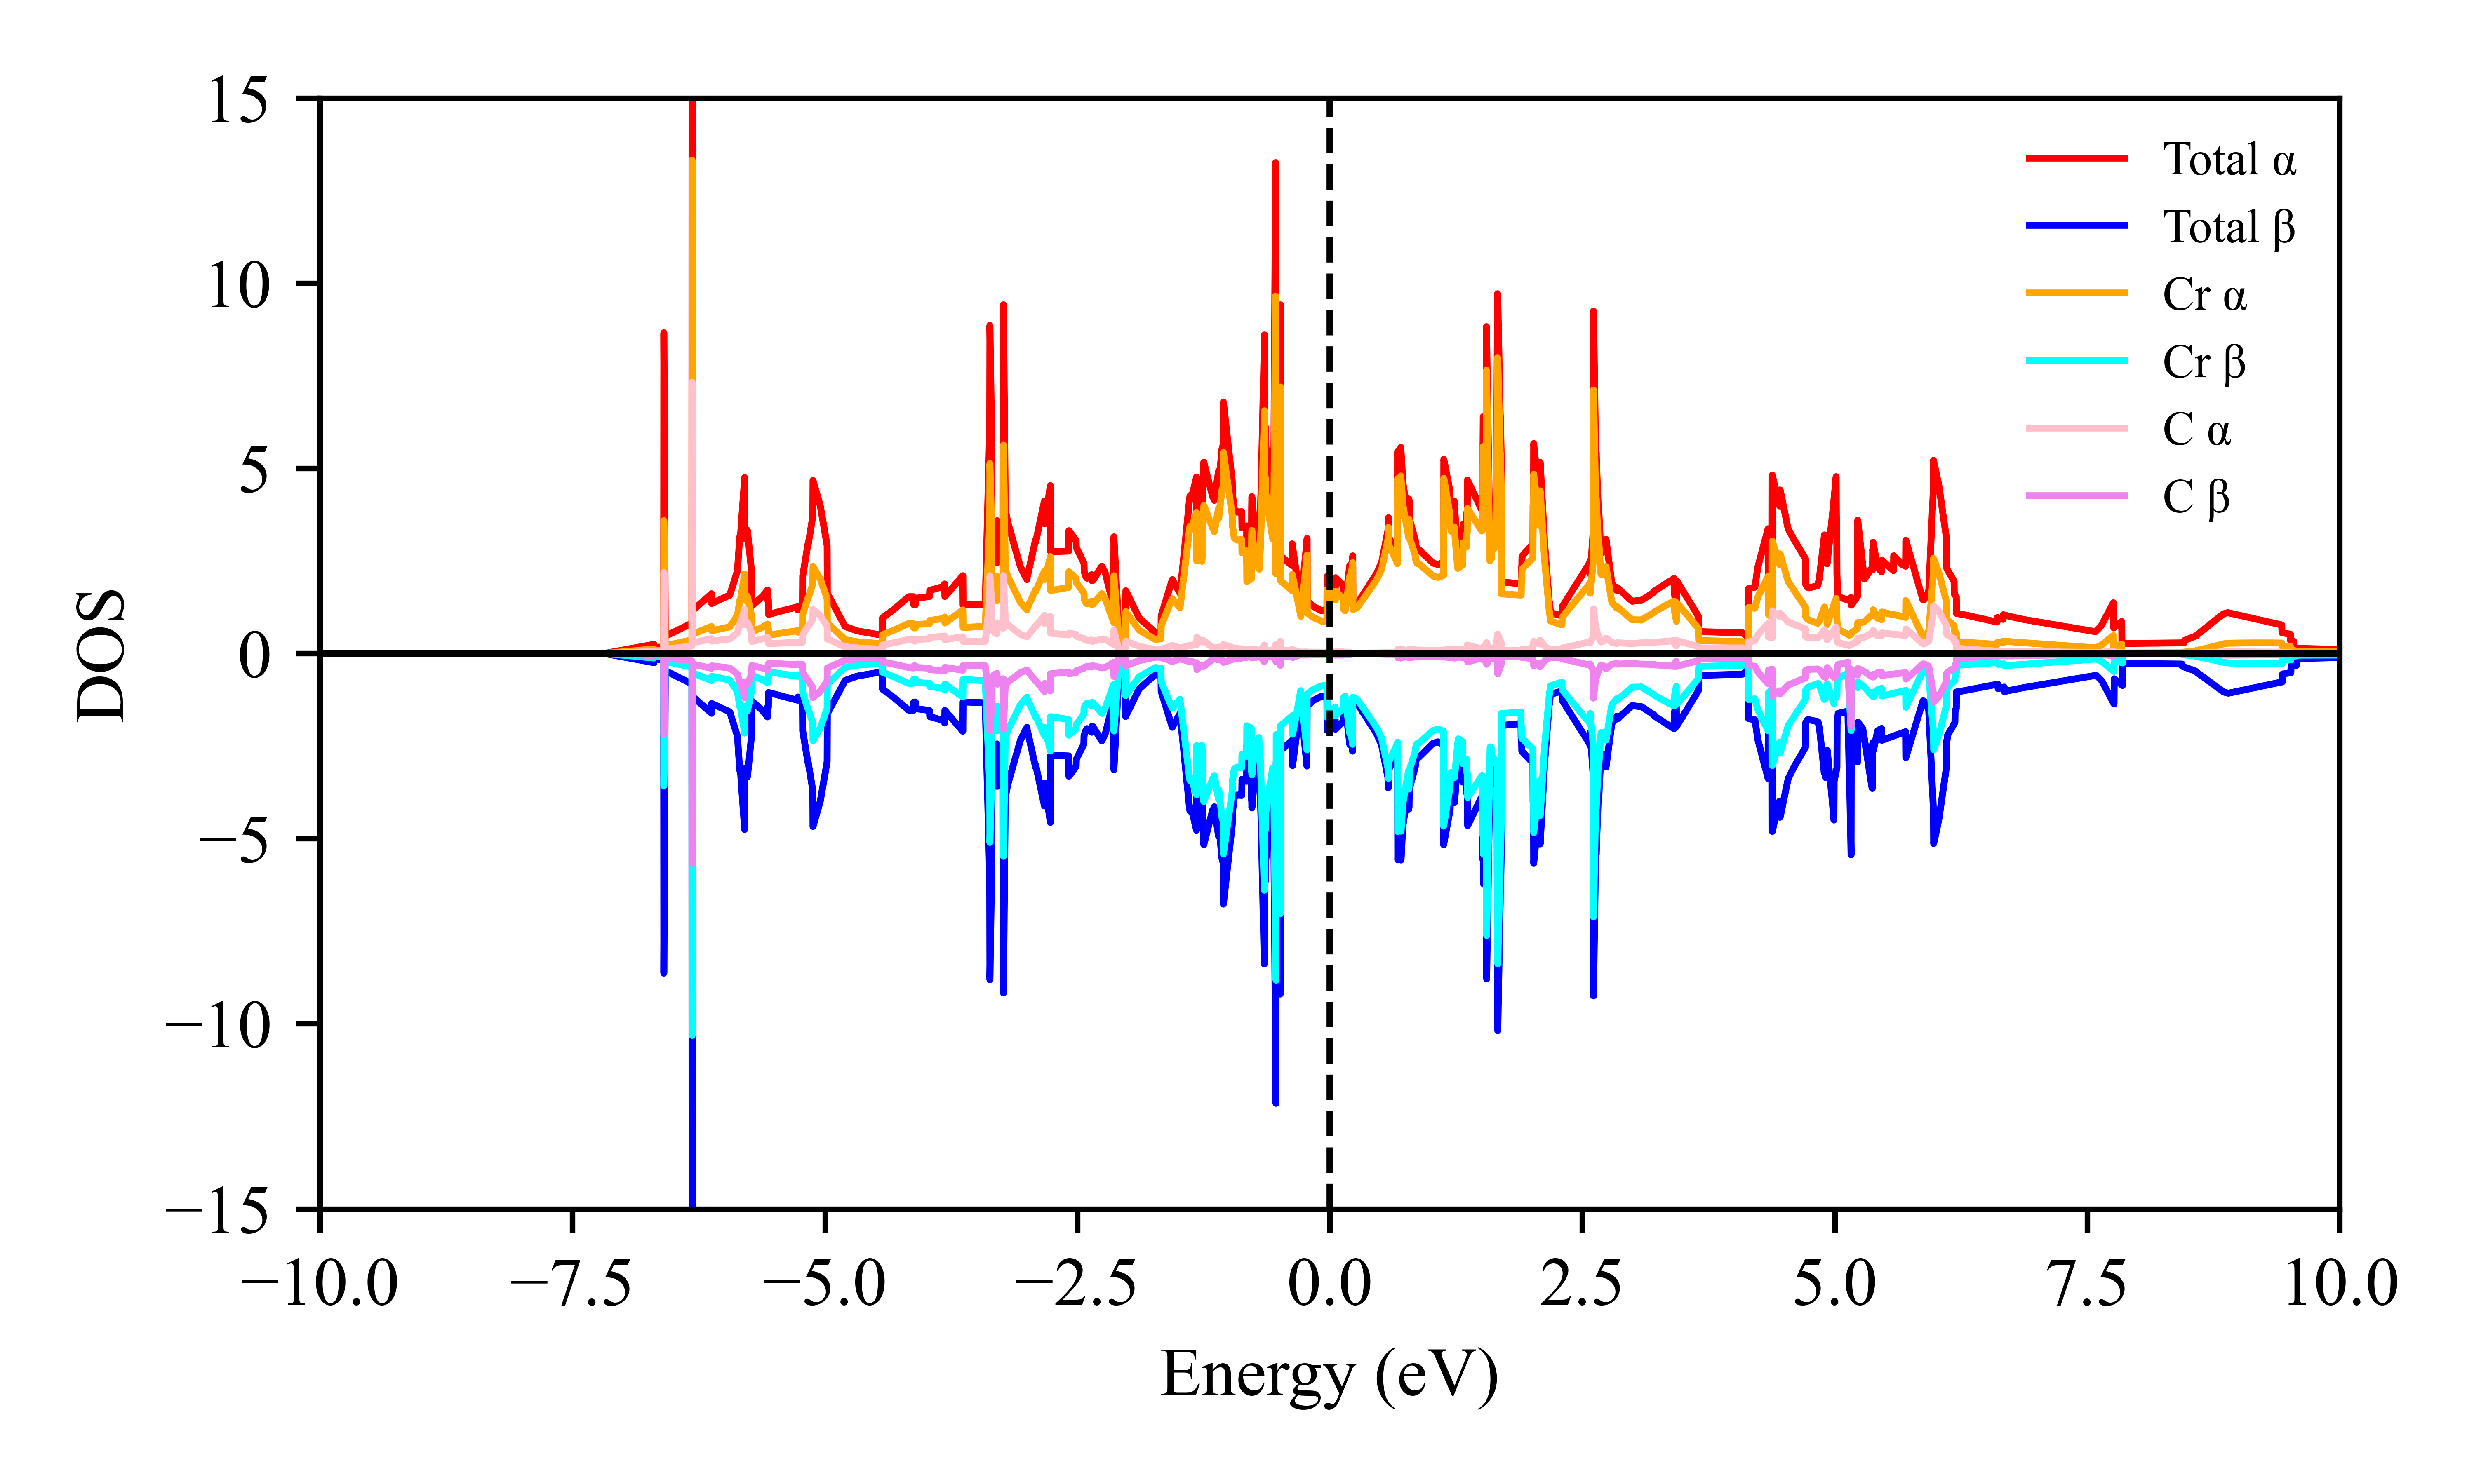 15
10
5
0
−5
−10
−15
DOS
Total α
Total β
Cr α
Cr β
C α
C β
−10.0 −7.5 −5.0 −2.5 0.0 2.5 5.0 7.5 10.0
Energy (eV)